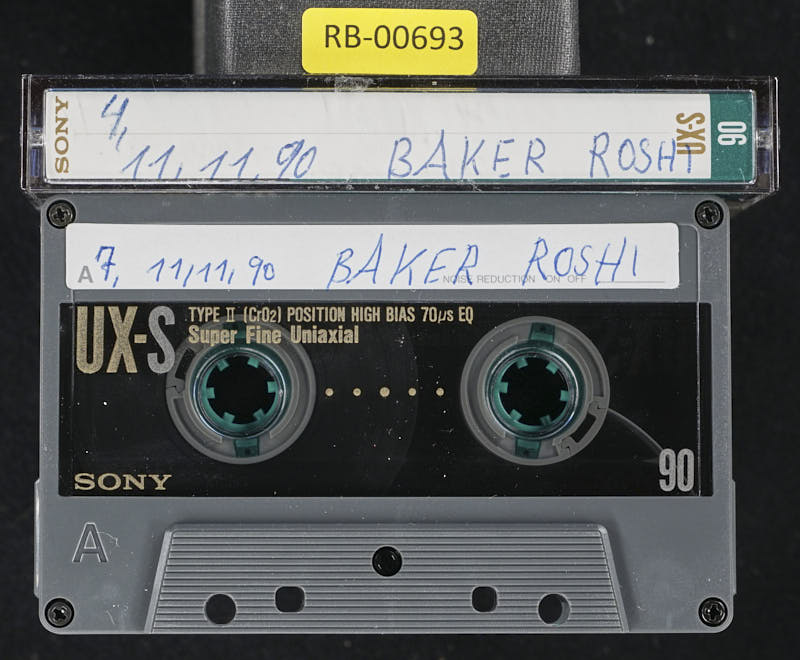 RB-00693
SONY 4, UX-S 90
11, 11, 90 BAKER ROSHI
A 7, 11, 11, 90 BAKER ROSHI
NOISE REDUCTION ON OFF
UX-S TYPE II (CrO2) POSITION HIGH BIAS 70µs EQ
Super Fine Uniaxial
SONY 90
A